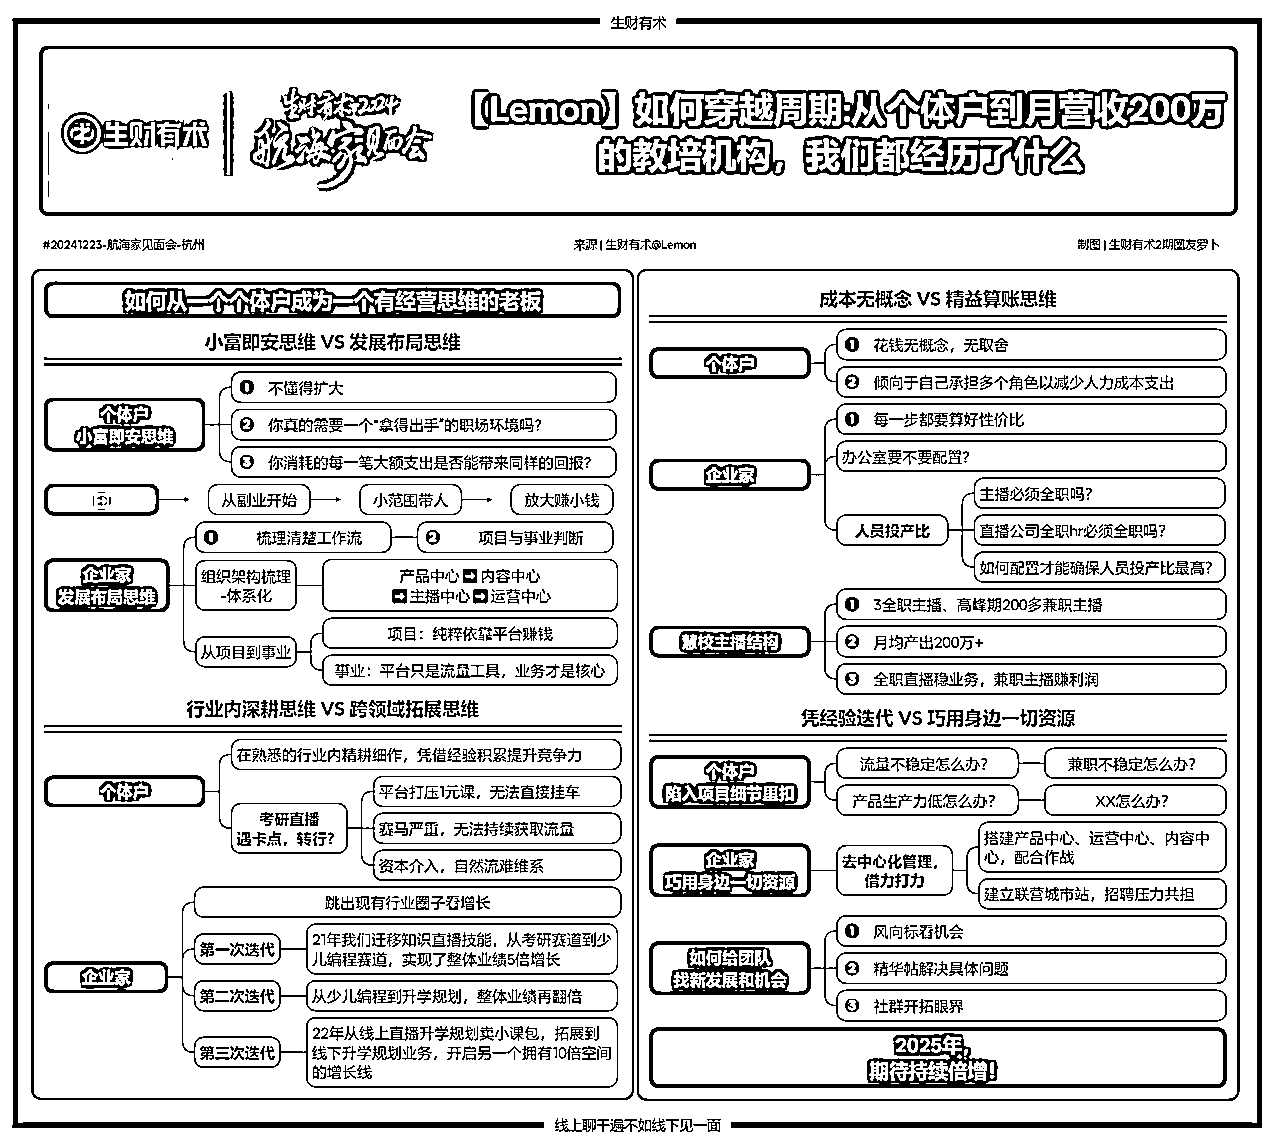 生财有术
生财有术
生财有术2024
航海家见面会
【Lemon】如何穿越周期:从个体户到月营收200万
的教培机构，我们都经历了什么
#20241223-航海家见面会-杭州
来源 | 生财有术@Lemon
制图 | 生财有术2期圈友萝卜
如何从一个个体户成为一个有经营思维的老板
小富即安思维 VS 发展布局思维
个体户
小富即安思维
1 不懂得扩大
2 你真的需要一个“拿得出手”的职场环境吗?
3 你消耗的每一笔大额支出是否能带来同样的回报?
从副业开始
小范围带人
放大赚小钱
企业家
发展布局思维
1 梳理清楚工作流
2 项目与事业判断
组织架构梳理
-体系化
产品中心➡内容中心
➡主播中心➡运营中心
从项目到事业
项目：纯粹依靠平台赚钱
事业：平台只是流量工具，业务才是核心
行业内深耕思维 VS 跨领域拓展思维
个体户
在熟悉的行业内精耕细作，凭借经验积累提升竞争力
考研直播
遇卡点，转行?
平台打压1元课，无法直接挂车
赛马严重，无法持续获取流量
资本介入，自然流难维系
企业家
跳出现有行业圈子看增长
第一次迭代
21年我们迁移知识直播技能，从考研赛道到少
儿编程赛道，实现了整体业绩5倍增长
第二次迭代
从少儿编程到升学规划，整体业绩再翻倍
第三次迭代
22年从线上直播升学规划卖小课包，拓展到
线下升学规划业务，开启另一个拥有10倍空间
的增长线
成本无概念 VS 精益算账思维
个体户
1 花钱无概念，无取舍
2 倾向于自己承担多个角色以减少人力成本支出
企业家
1 每一步都要算好性价比
办公室要不要配置?
人员投产比
主播必须全职吗?
直播公司全职hr必须全职吗?
如何配置才能确保人员投产比最高?
慧校主播结构
1 3全职主播、高峰期200多兼职主播
2 月均产出200万+
3 全职直播稳业务，兼职主播赚利润
凭经验迭代 VS 巧用身边一切资源
个体户
陷入项目细节里扣
流量不稳定怎么办?
兼职不稳定怎么办?
产品生产力低怎么办?
XX怎么办?
企业家
巧用身边一切资源
去中心化管理，
借力打力
搭建产品中心、运营中心、内容中
心，配合作战
建立联营城市站，招聘压力共担
如何给团队
找新发展和机会
1 风向标看机会
2 精华帖解决具体问题
3 社群开拓眼界
2025年，
期待持续倍增!
线上聊千遍不如线下见一面